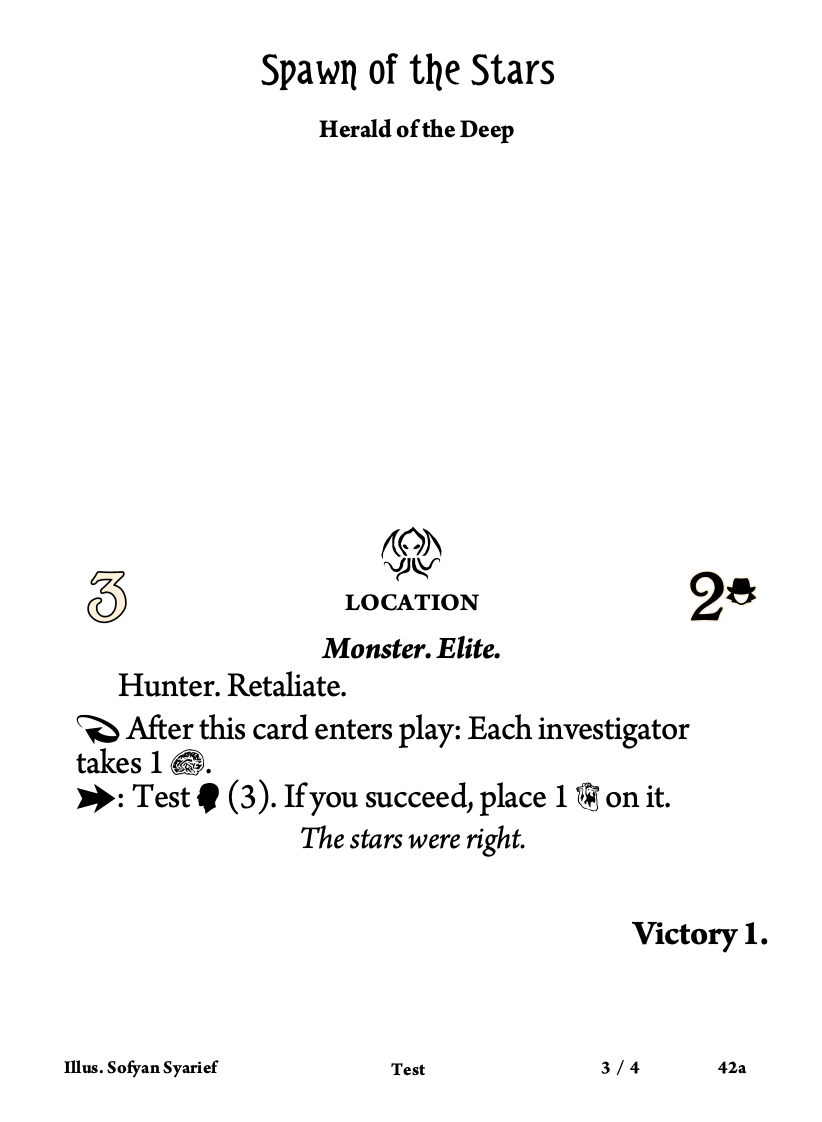 Spawn of the Stars
Herald of the Deep
3
2
LOCATION
Monster. Elite.
Hunter. Retaliate.
After this card enters play: Each investigator
takes 1 .
: Test (3). If you succeed, place 1 on it.
The stars were right.
Victory 1.
Illus. Sofyan Syarief
Test
3 / 4
42a